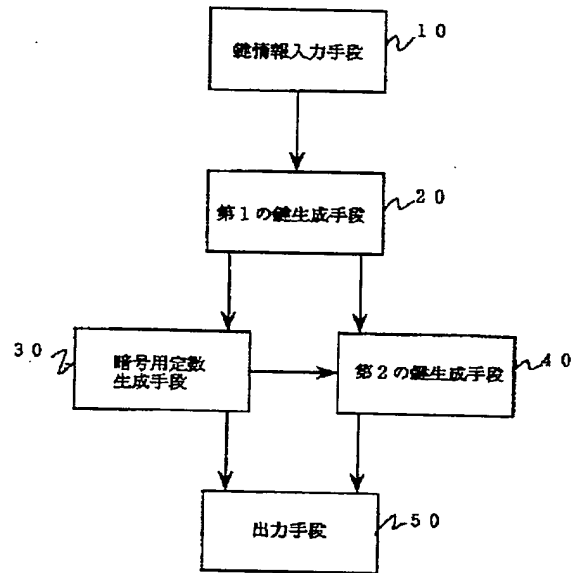 鍵情報入力手段
10
第1の鍵生成手段
20
30
暗号用定数
生成手段
第2の鍵生成手段
40
出力手段
50